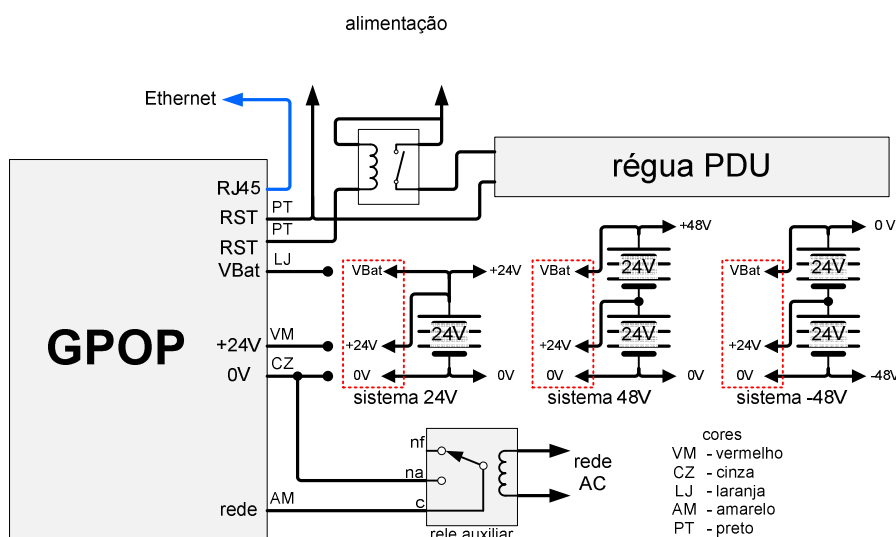 alimentação
Ethernet
régua PDU
RJ45
RST PT
RST PT
VBat LJ
GPOP
+24V VM
0V CZ
rede AM
VBat +24V
24V
+24V
0V 0V
sistema 24V
+48V
VBat 24V
24V
+24V
0V 0V
sistema 48V
0 V
VBat 24V
24V
+24V
0V -48V
sistema -48V
nf
na
c
rele auxiliar
rede
AC
cores
VM - vermelho
CZ - cinza
LJ - laranja
AM - amarelo
PT - preto